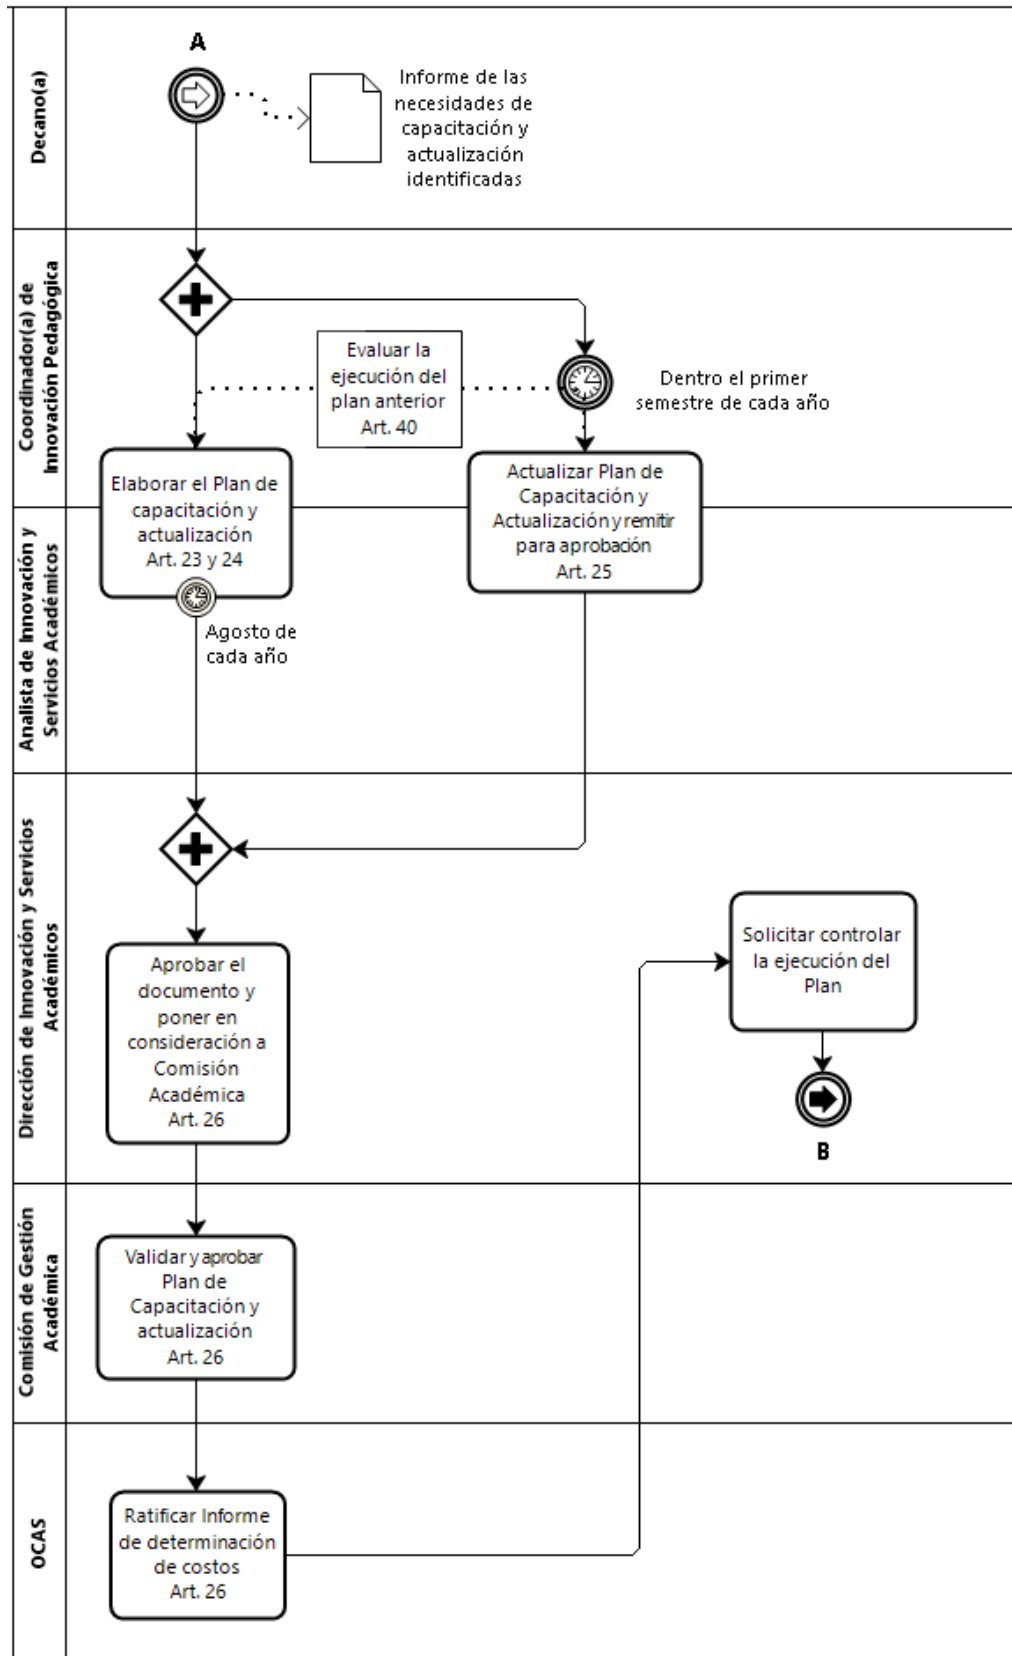 Decano(a)
A
Informe de las
necesidades de
capacitación y
actualización
identificadas
Coordinador(a) de
Innovación Pedagógica
Evaluar la
ejecución del
plan anterior
Art. 40
Dentro el primer
semestre de cada año
Elaborar el Plan de
capacitación y
actualización
Art. 23 y 24
Agosto de
cada año
Actualizar Plan de
Capacitación y
Actualización y remitir
para aprobación
Art. 25
Analista de Innovación y
Servicios Académicos
Dirección de Innovación y Servicios
Académicos
Aprobar el
documento y
poner en
consideración a
Comisión
Académica
Art. 26
Solicitar controlar
la ejecución del
Plan
B
Comisión de Gestión
Académica
Validar y aprobar
Plan de
Capacitación y
actualización
Art. 26
OCAS
Ratificar Informe
de determinación
de costos
Art. 26